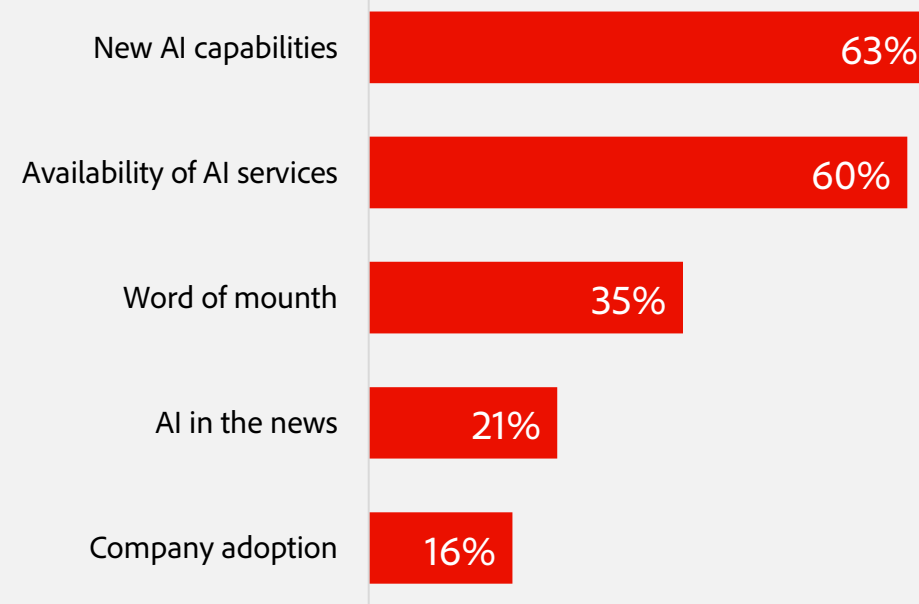 New AI capabilities 63%
Availability of AI services 60%
Word of mounth 35%
AI in the news 21%
Company adoption 16%